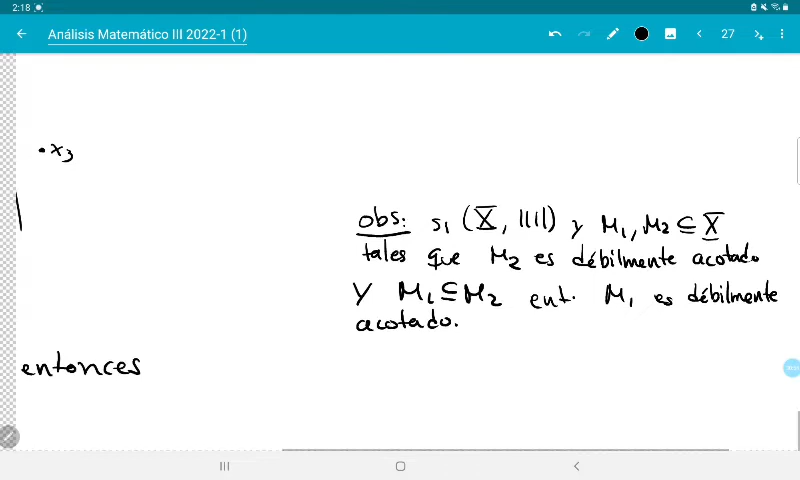 2:18
Análisis Matemático III 2022-1 (1)
27
• x₃
obs: si (X, ||||) y M₁, M₂ ⊆ X
tales que M₂ es débilmente acotado
y M₁ ⊆ M₂ ent. M₁ es débilmente
acotado.
entonces